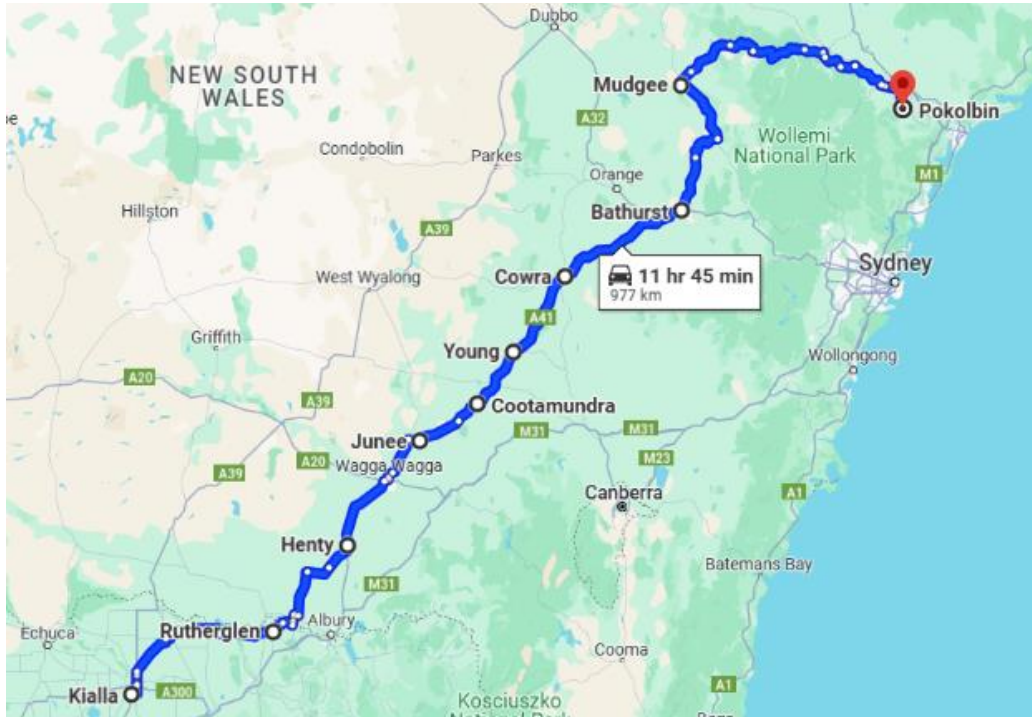 Dubbo
NEW SOUTH
WALES
Mudgee
Pokolbin
A32
Wollemi
National Park
Condobolin
Parkes
Orange
M1
Hillston
Bathurst
A39
Sydney
West Wyalong
Cowra
11 hr 45 min
977 km
A41
Griffith
Young
Wollongong
A20
A39
Cootamundra
Junee
M31
M31
A20
Wagga Wagga
M23
A39
Canberra
A1
Henty
M31
Batemans Bay
Echuca
Rutherglen
Albury
Cooma
Kialla
A300
Kosciuszko
National Park
A1